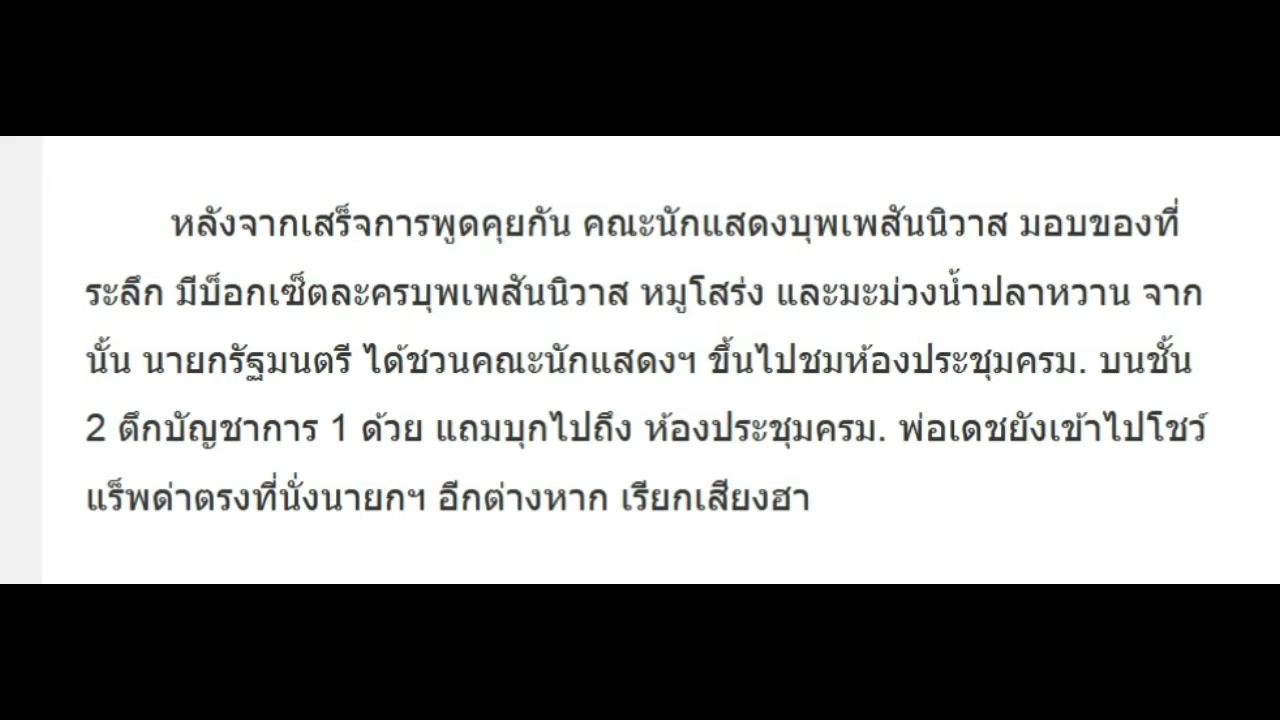 หลังจากเสร็จการพูดคุยกัน คณะนักแสดงบุพเพสันนิวาส มอบของที่
ระลึก มีบ็อกเซ็ตละครบุพเพสันนิวาส หมูโสร่ง และมะม่วงน้ำปลาหวาน จาก
นั้น นายกรัฐมนตรี ได้ชวนคณะนักแสดงฯ ขึ้นไปชมห้องประชุมครม. บนชั้น
2 ตึกบัญชาการ 1 ด้วย แถมบุกไปถึง ห้องประชุมครม. พ่อเดชยังเข้าไปโชว์
แร็พด่าตรงที่นั่งนายกฯ อีกต่างหาก เรียกเสียงฮา